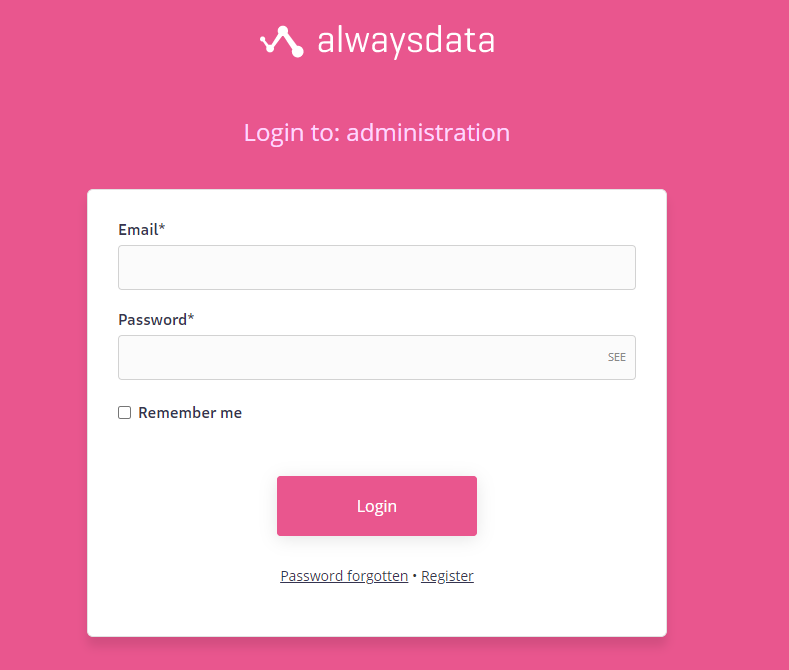 alwaysdata
Login to: administration
Email*
Password*
SEE
Remember me
Login
Password forgotten • Register